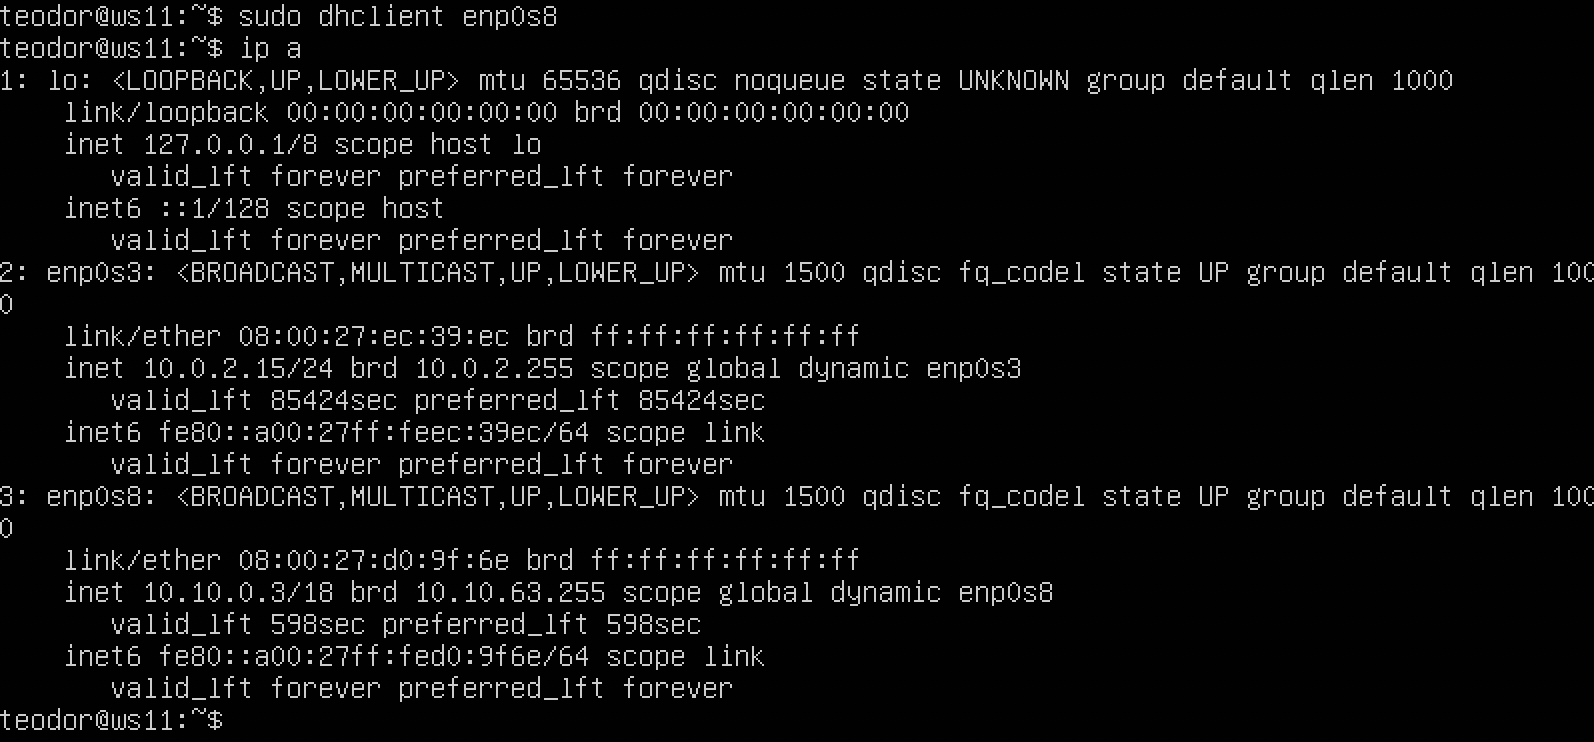 teodor@ws11:~$ sudo dhclient enp0s8
teodor@ws11:~$ ip a
1: lo: <LOOPBACK,UP,LOWER_UP> mtu 65536 qdisc noqueue state UNKNOWN group default qlen 1000
    link/loopback 00:00:00:00:00:00 brd 00:00:00:00:00:00
    inet 127.0.0.1/8 scope host lo
       valid_lft forever preferred_lft forever
    inet6 ::1/128 scope host
       valid_lft forever preferred_lft forever
2: enp0s3: <BROADCAST,MULTICAST,UP,LOWER_UP> mtu 1500 qdisc fq_codel state UP group default qlen 100
0
    link/ether 08:00:27:ec:39:ec brd ff:ff:ff:ff:ff:ff
    inet 10.0.2.15/24 brd 10.0.2.255 scope global dynamic enp0s3
       valid_lft 85424sec preferred_lft 85424sec
    inet6 fe80::a00:27ff:feec:39ec/64 scope link
       valid_lft forever preferred_lft forever
3: enp0s8: <BROADCAST,MULTICAST,UP,LOWER_UP> mtu 1500 qdisc fq_codel state UP group default qlen 100
0
    link/ether 08:00:27:d0:9f:6e brd ff:ff:ff:ff:ff:ff
    inet 10.10.0.3/18 brd 10.10.63.255 scope global dynamic enp0s8
       valid_lft 598sec preferred_lft 598sec
    inet6 fe80::a00:27ff:fed0:9f6e/64 scope link
       valid_lft forever preferred_lft forever
teodor@ws11:~$